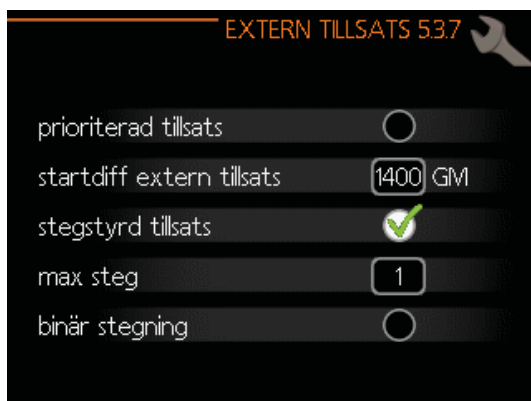 EXTERN TILLSATS 5.3.7
prioriterad tillsats
startdiff extern tillsats 1400 GM
stegstyrd tillsats
max steg 1
binär stegning